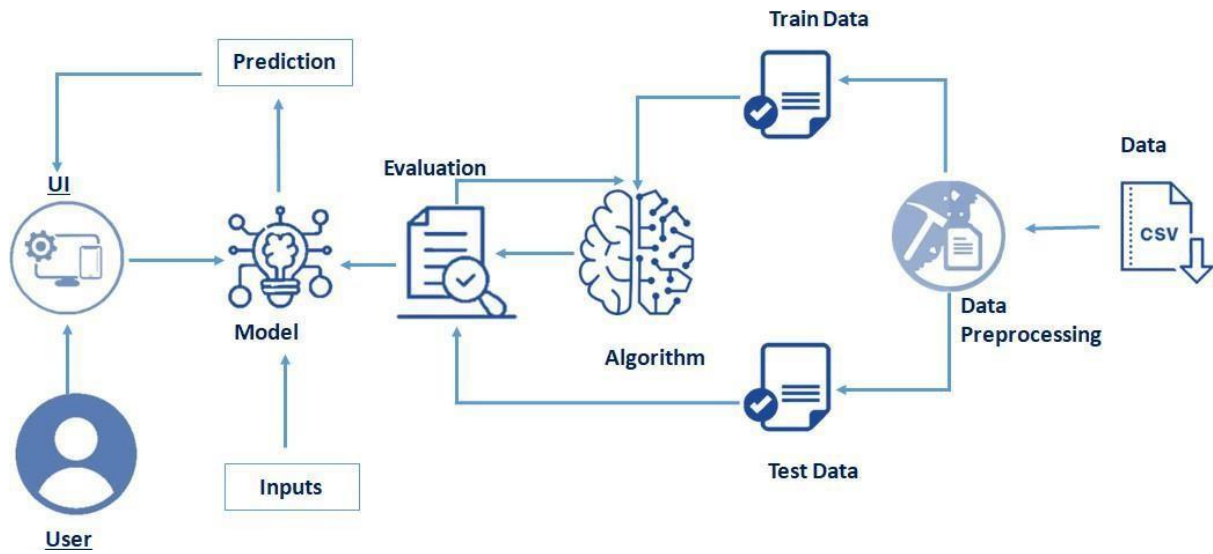 Train Data
Prediction
Evaluation
Data
UI
CSV
Model
Data
Preprocessing
Algorithm
Inputs
Test Data
User